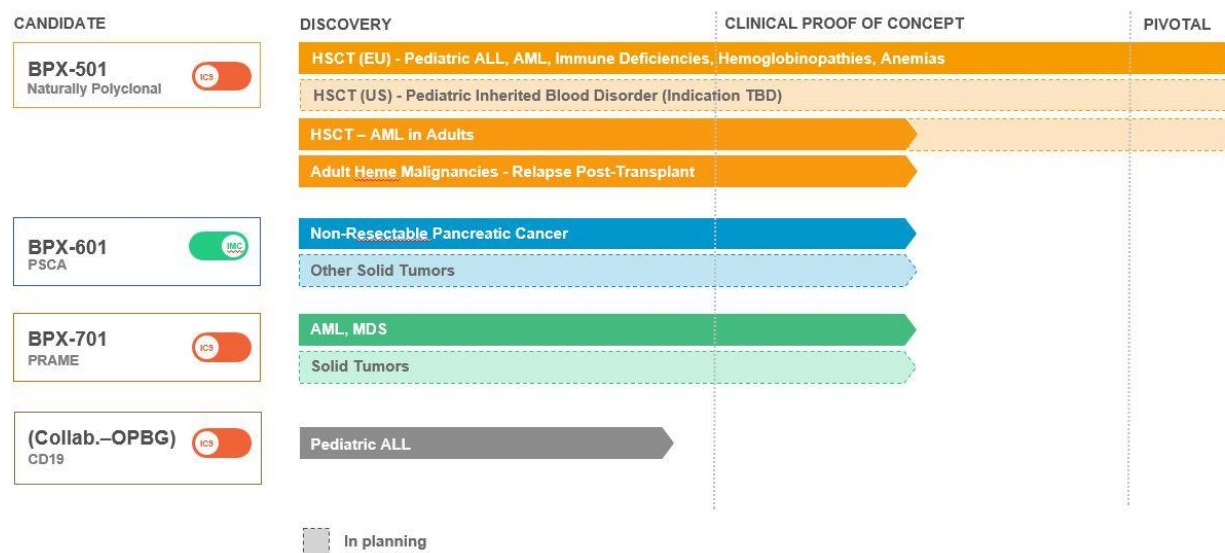 CANDIDATE
DISCOVERY
CLINICAL PROOF OF CONCEPT
PIVOTAL
BPX-501
Naturally Polyclonal
ICS
HSCT (EU) - Pediatric ALL, AML, Immune Deficiencies, Hemoglobinopathies, Anemias
HSCT (US) - Pediatric Inherited Blood Disorder (Indication TBD)
HSCT – AML in Adults
Adult Heme Malignancies - Relapse Post-Transplant
BPX-601
PSCA
IMC
Non-Resectable Pancreatic Cancer
Other Solid Tumors
BPX-701
PRAME
ICS
AML, MDS
Solid Tumors
(Collab.–OPBG)
CD19
ICS
Pediatric ALL
In planning